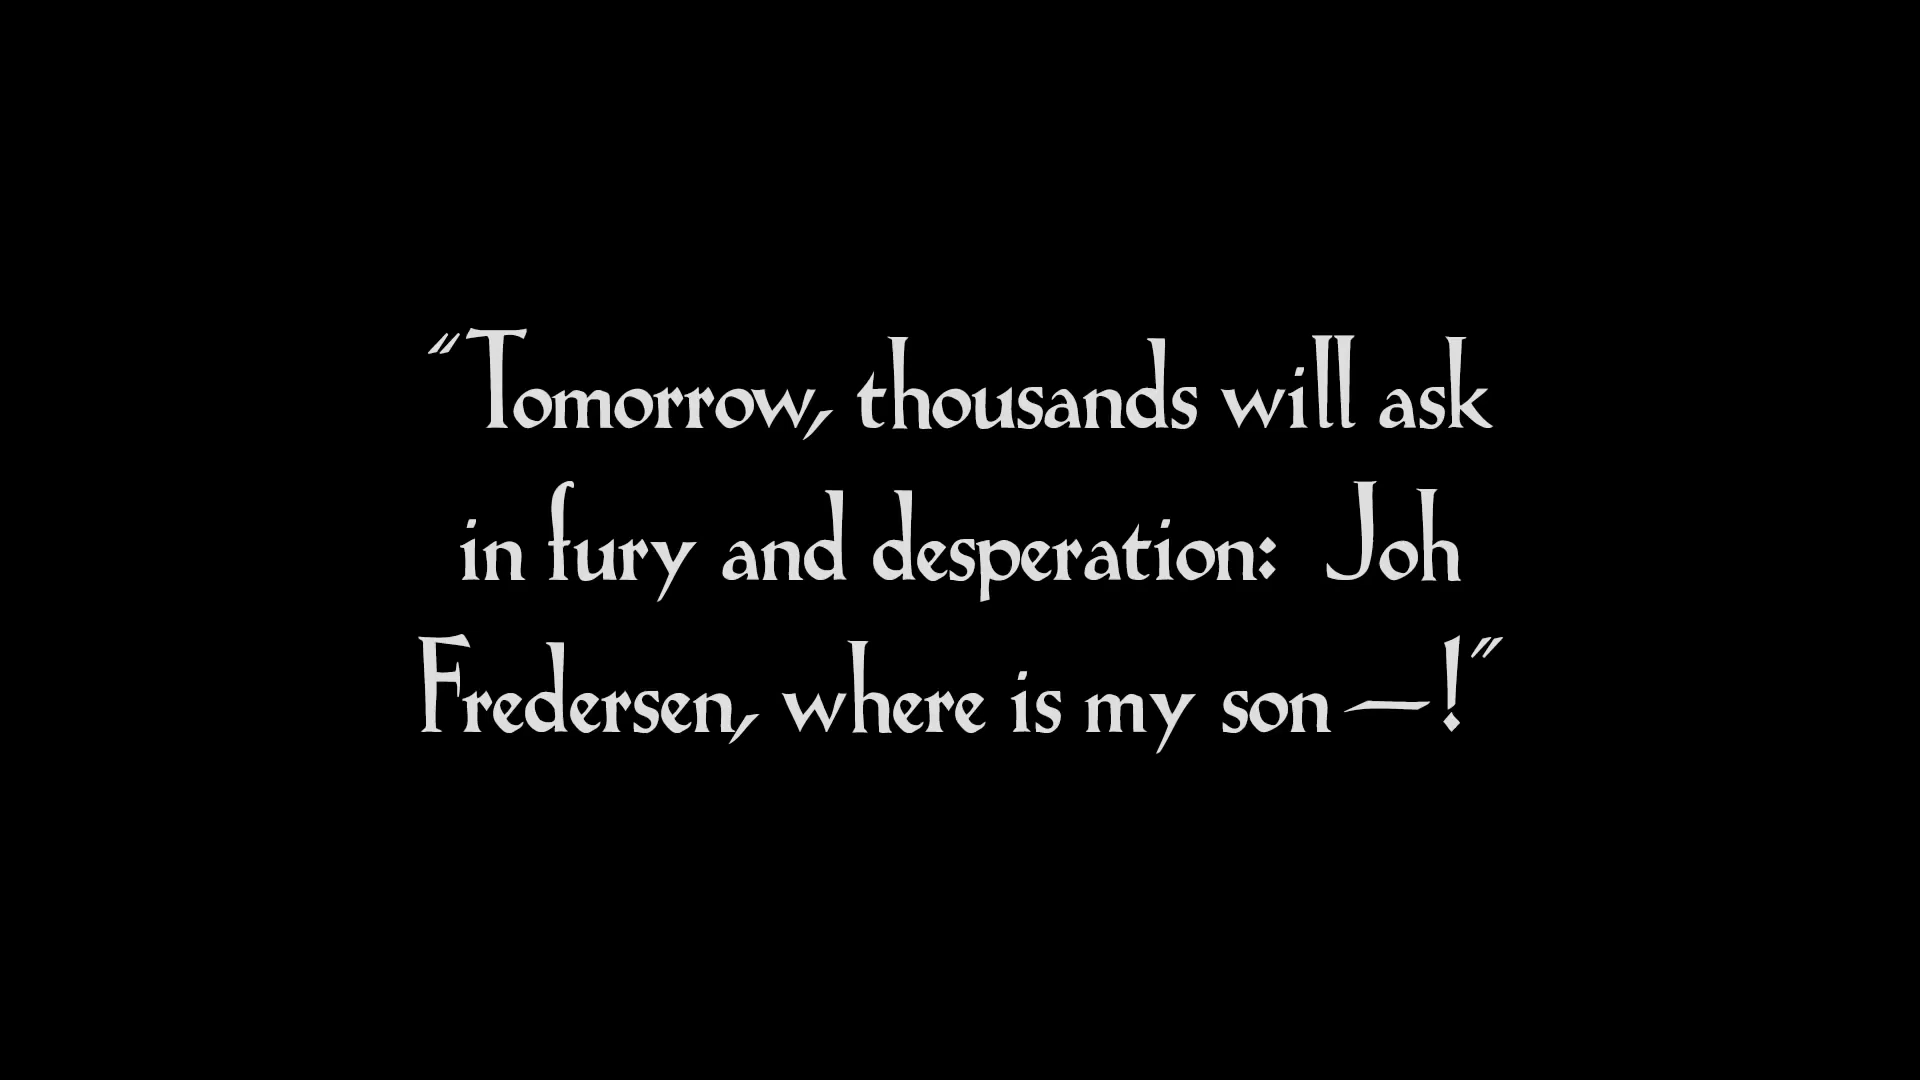 “Tomorrow, thousands will ask
in fury and desperation: Joh
Fredersen, where is my son—!”